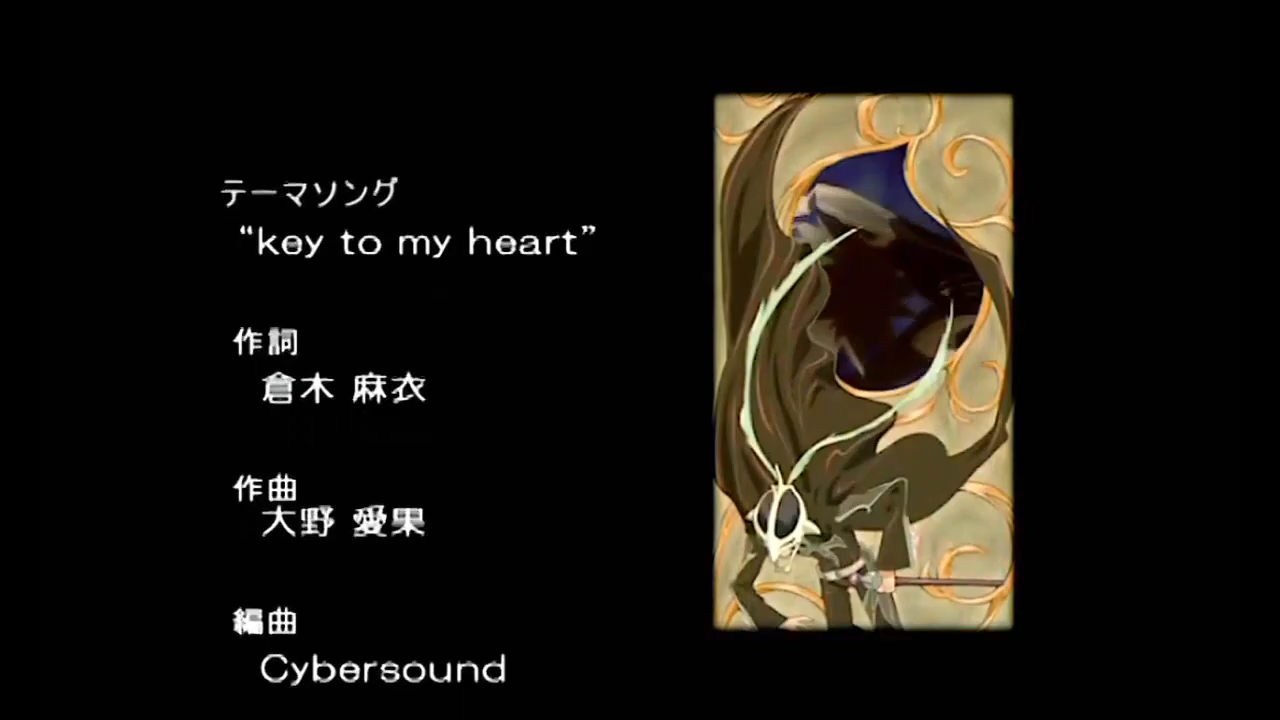 テーマソング
“key to my heart”
作詞
倉木 麻衣
作曲
大野 愛果
編曲
Cybersound